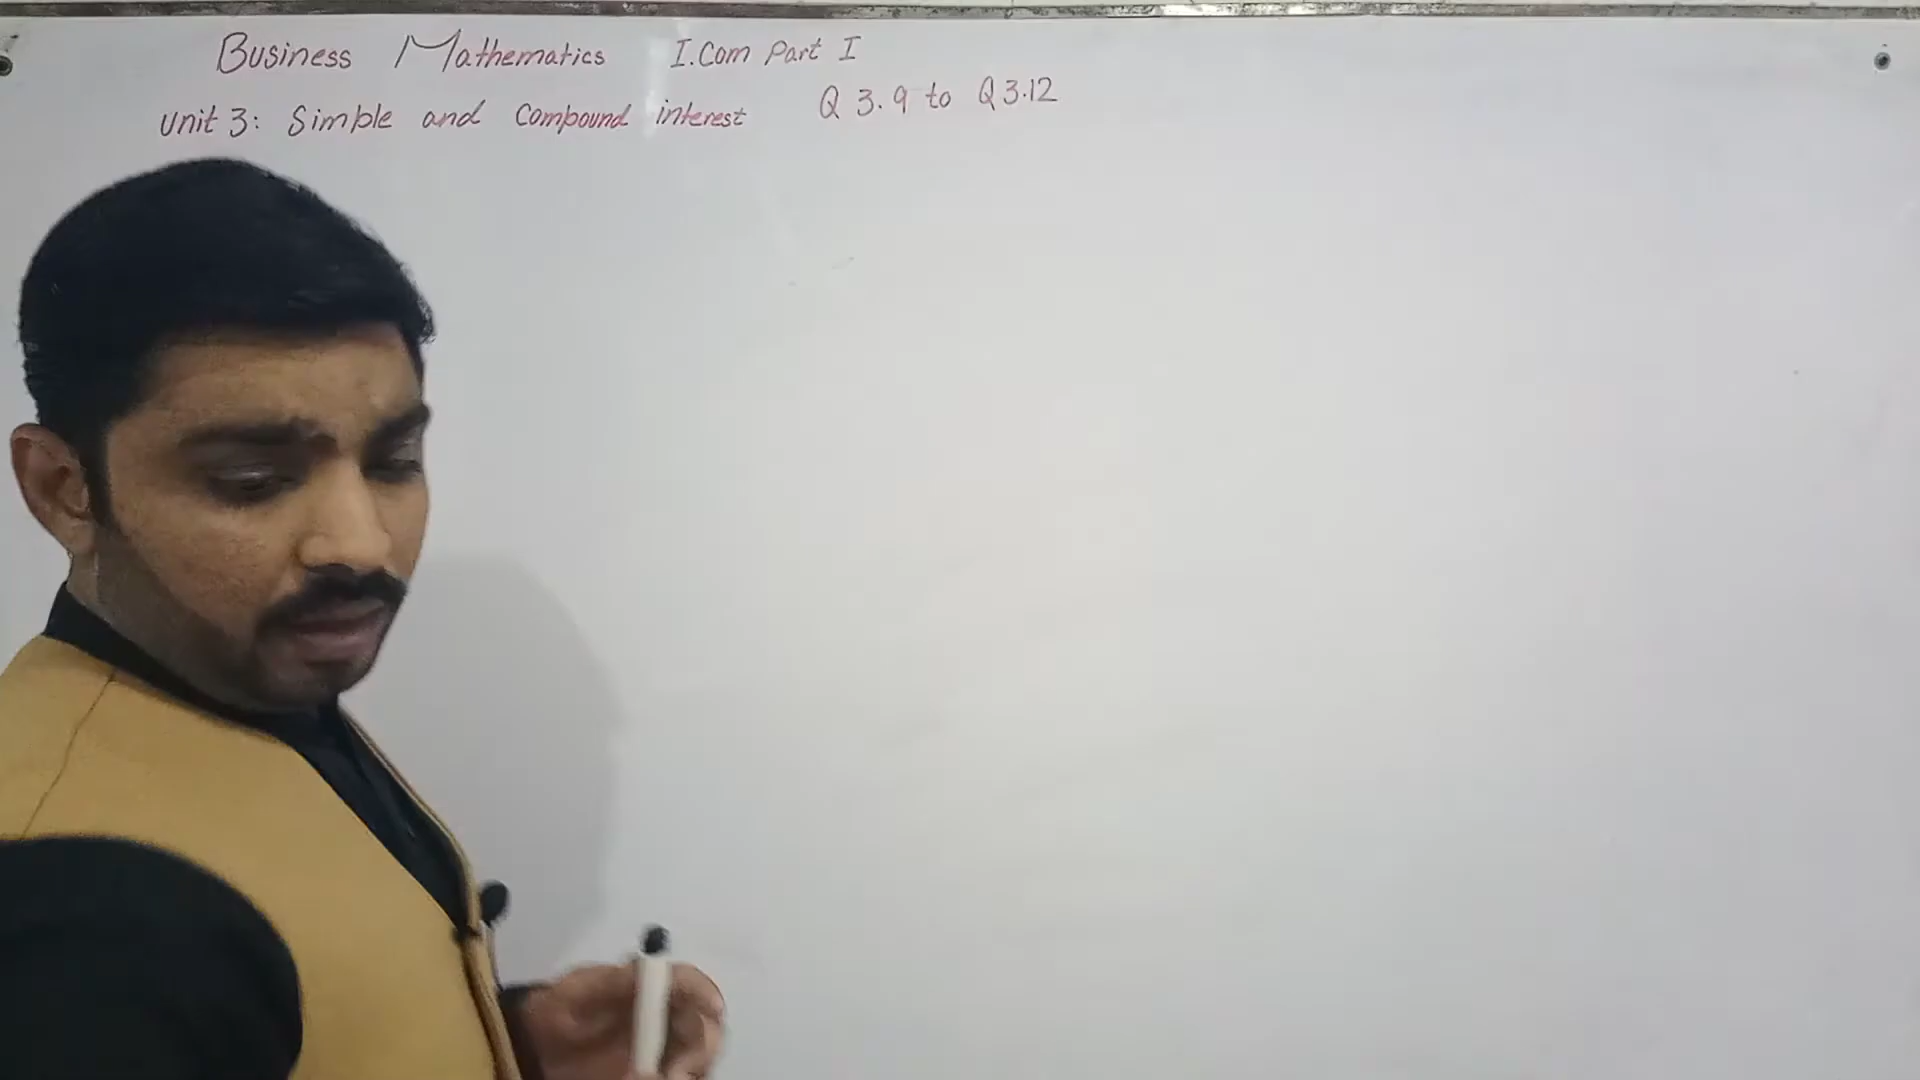 Business Mathematics I.Com Part I
Unit 3: Simple and Compound interest Q 3.9 to Q 3.12